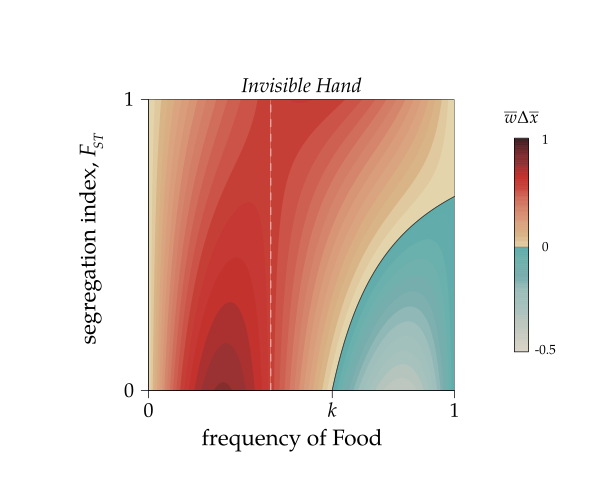 Invisible Hand
w̅Δx̅
1
0
-0.5
segregation index, F_ST
1
0
0
k
1
frequency of Food